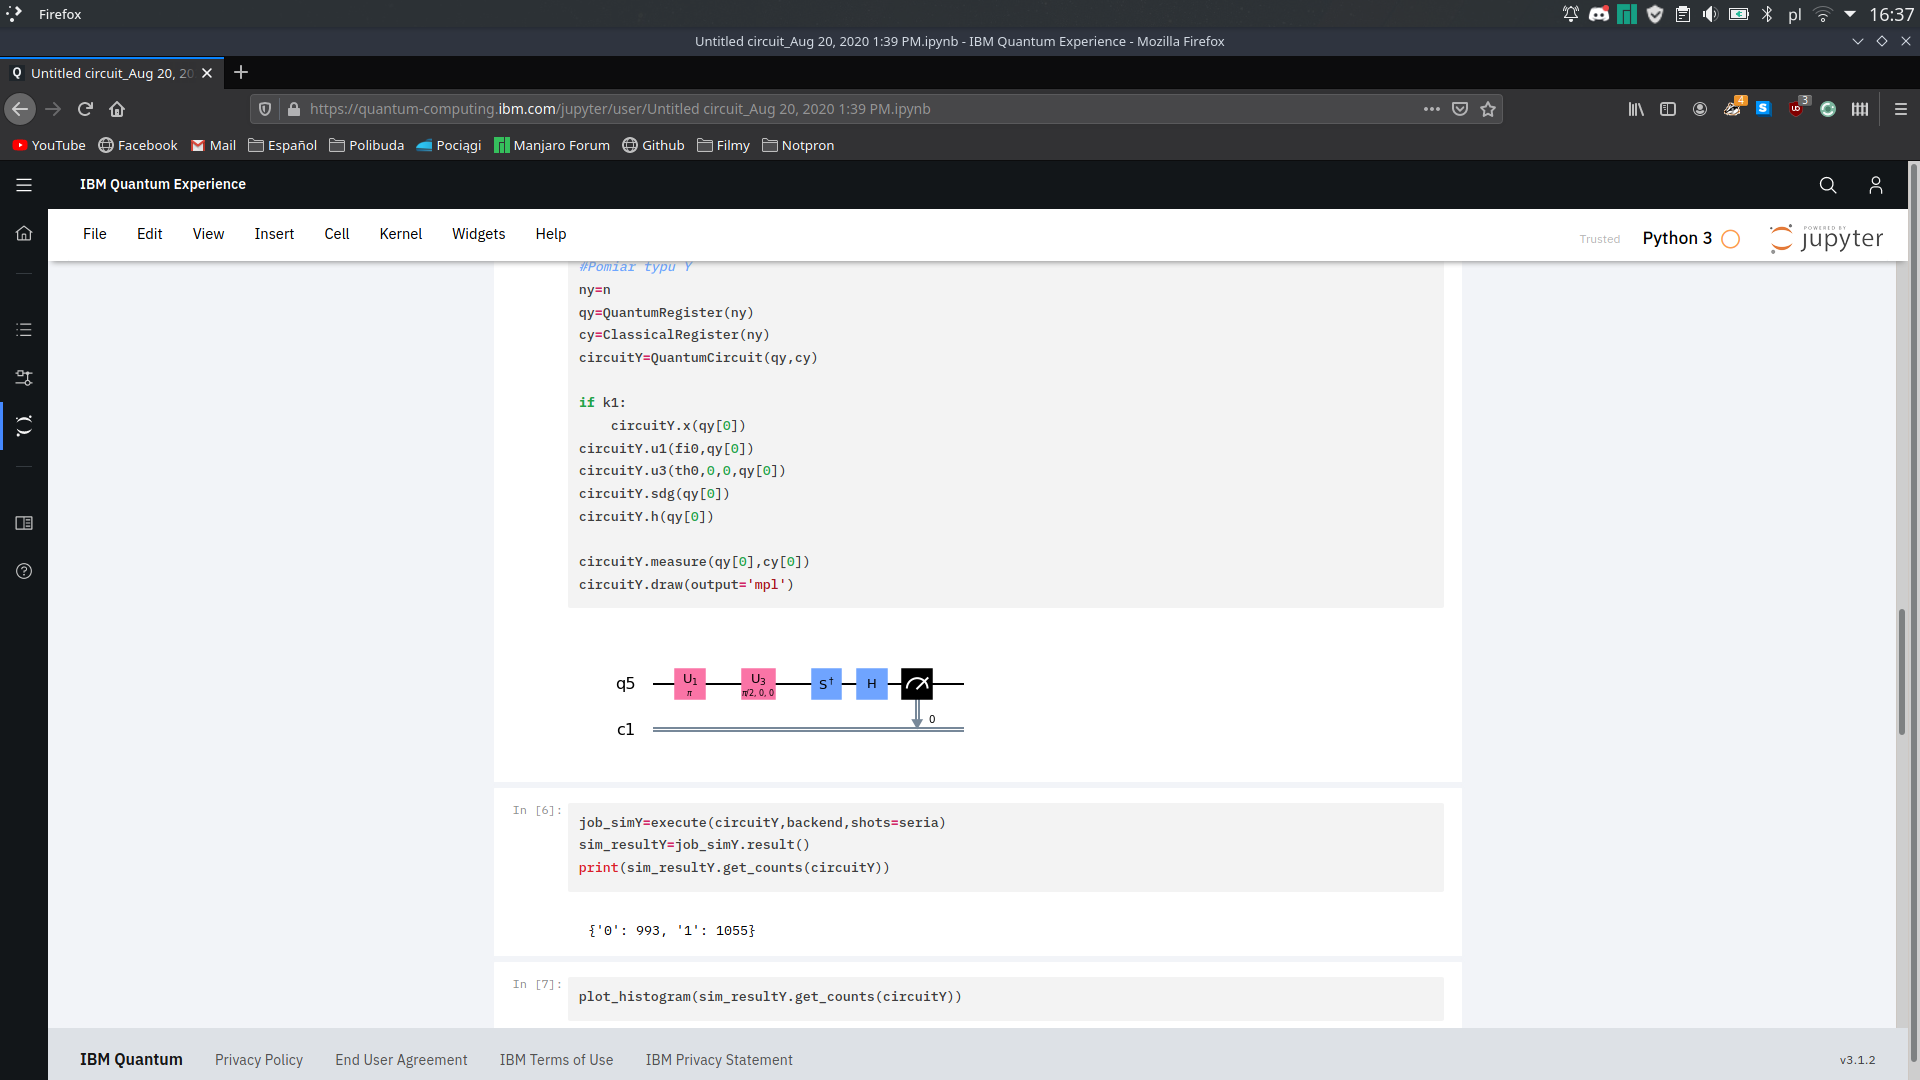 Firefox
pl
16:37
Untitled circuit_Aug 20, 2020 1:39 PM.ipynb - IBM Quantum Experience - Mozilla Firefox
Q Untitled circuit_Aug 20, 20
https://quantum-computing.ibm.com/jupyter/user/Untitled circuit_Aug 20, 2020 1:39 PM.ipynb
4
S
3
YouTube Facebook Mail Español Polibuda Pociągi Manjaro Forum Github Filmy Notpron
IBM Quantum Experience
File Edit View Insert Cell Kernel Widgets Help
Trusted Python 3
POWERED BY
jupyter
#Pomiar typu Y
ny=n
qy=QuantumRegister(ny)
cy=ClassicalRegister(ny)
circuitY=QuantumCircuit(qy,cy)
if k1:
    circuitY.x(qy[0])
circuitY.u1(fi0,qy[0])
circuitY.u3(th0,0,0,qy[0])
circuitY.sdg(qy[0])
circuitY.h(qy[0])
circuitY.measure(qy[0],cy[0])
circuitY.draw(output='mpl')
q5 U1 π U3 π/2, 0, 0 S† H
0
c1
In [6]:
job_simY=execute(circuitY,backend,shots=seria)
sim_resultY=job_simY.result()
print(sim_resultY.get_counts(circuitY))
{'0': 993, '1': 1055}
In [7]:
plot_histogram(sim_resultY.get_counts(circuitY))
IBM Quantum Privacy Policy End User Agreement IBM Terms of Use IBM Privacy Statement
v3.1.2